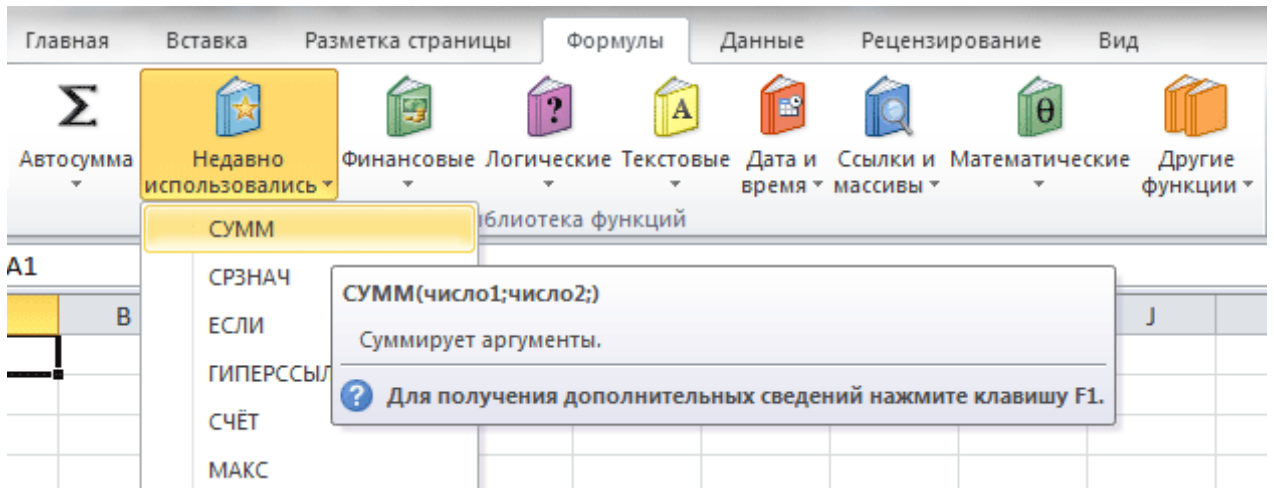 Главная Вставка Разметка страницы Формулы Данные Рецензирование Вид
Автосумма
Недавно
использовались
Финансовые
Логические
Текстовые
Дата и
время
Ссылки и
массивы
Математические
Другие
функции
блиотека функций
СУММ
СРЗНАЧ
ЕСЛИ
ГИПЕРССЫЛ
СЧЁТ
МАКС
A1
B
J
СУММ(число1;число2;)
Суммирует аргументы.
Для получения дополнительных сведений нажмите клавишу F1.